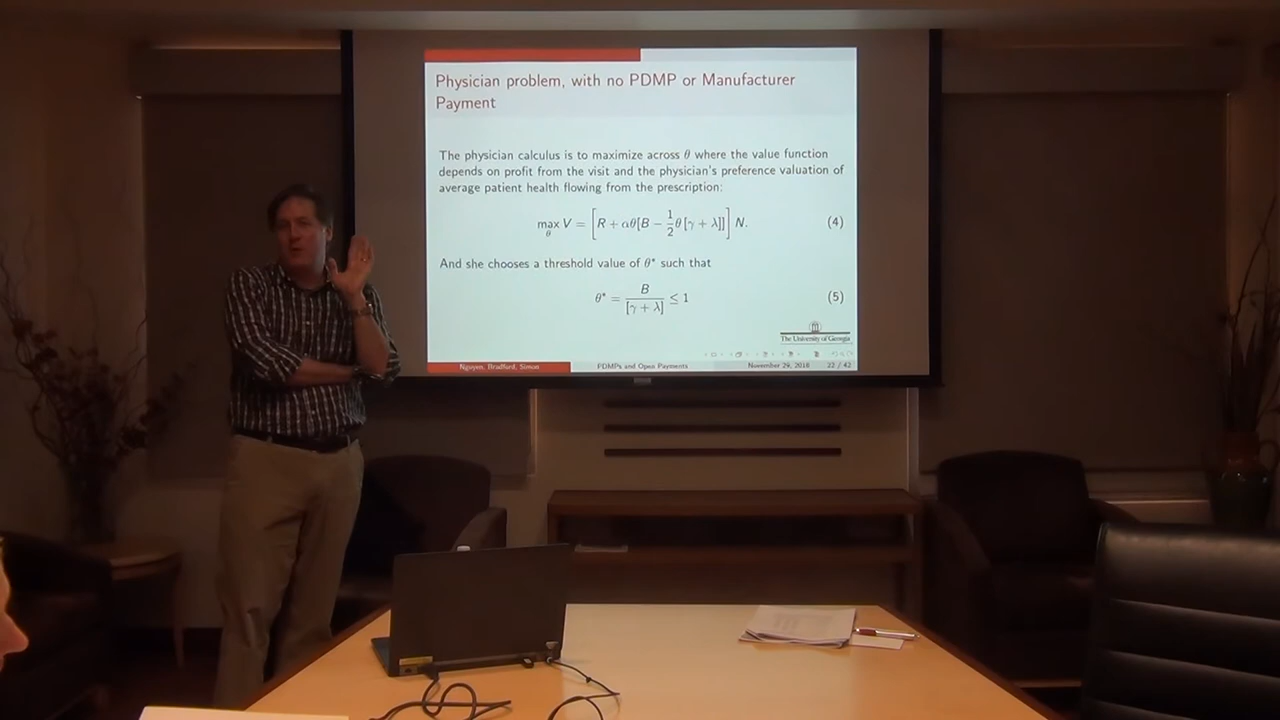 Physician problem, with no PDMP or Manufacturer
Payment
The physician calculus is to maximize across θ where the value function
depends on profit from the visit and the physician's preference valuation of
average patient health flowing from the prescription:
max_θ V = [R + αθ[B − 1/2 θ [γ + λ]]] N. (4)
And she chooses a threshold value of θ* such that
θ* = B / [γ + λ] ≤ 1 (5)
The University of Georgia
Nguyen, Bradford, Simon PDMPs and Open Payments November 29, 2018 22 / 42